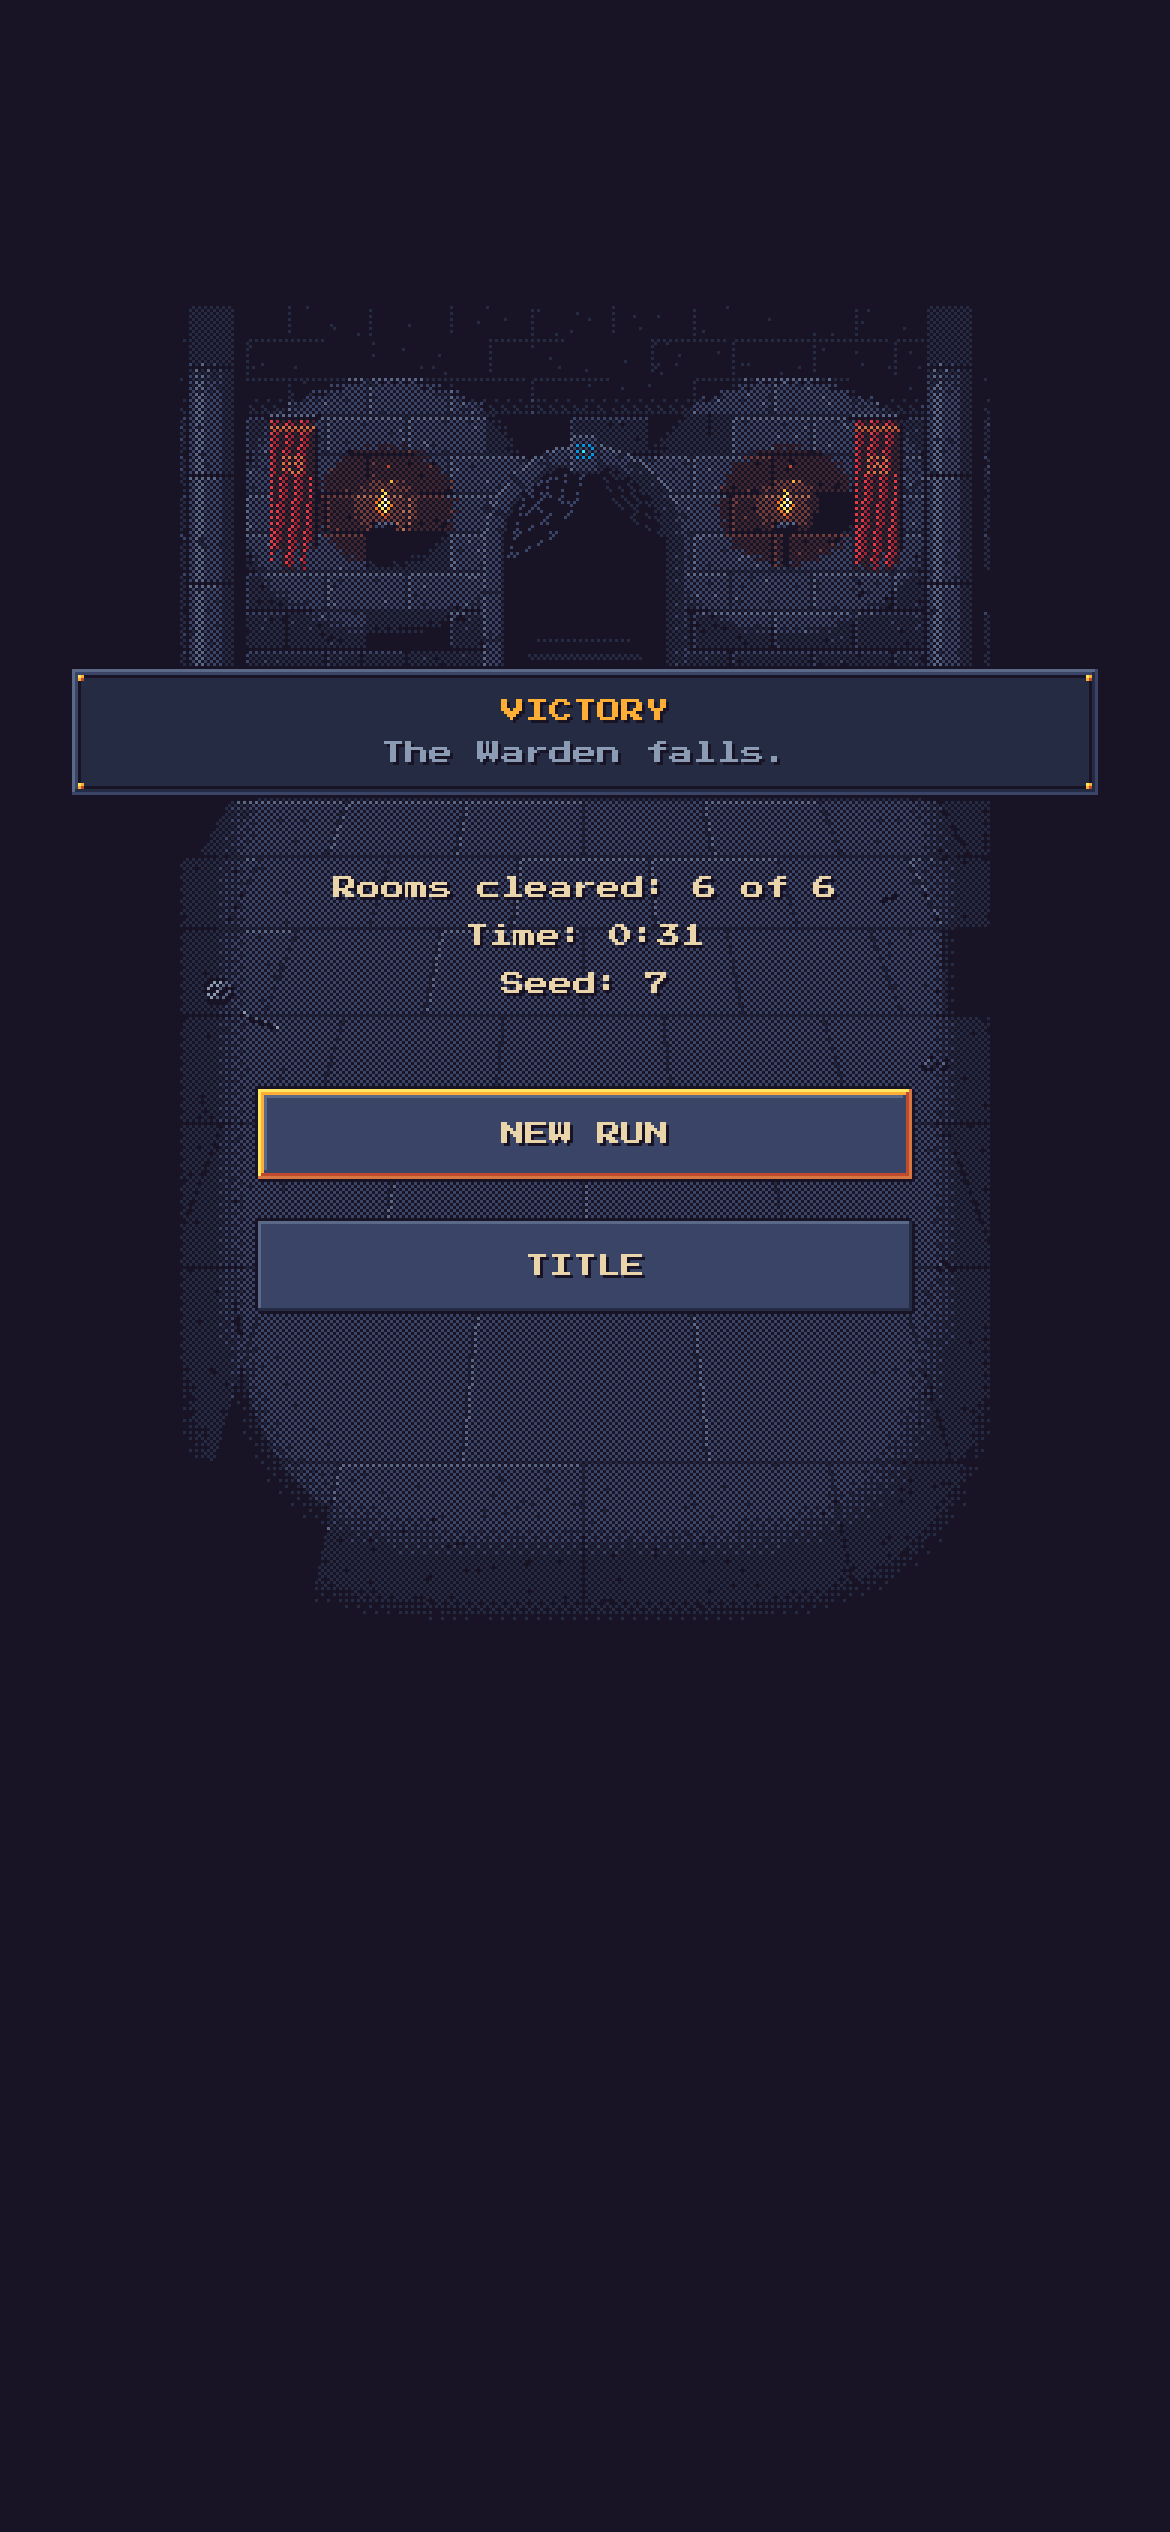 VICTORY
The Warden falls.
Rooms cleared: 6 of 6
Time: 0:31
Seed: 7
NEW RUN
TITLE